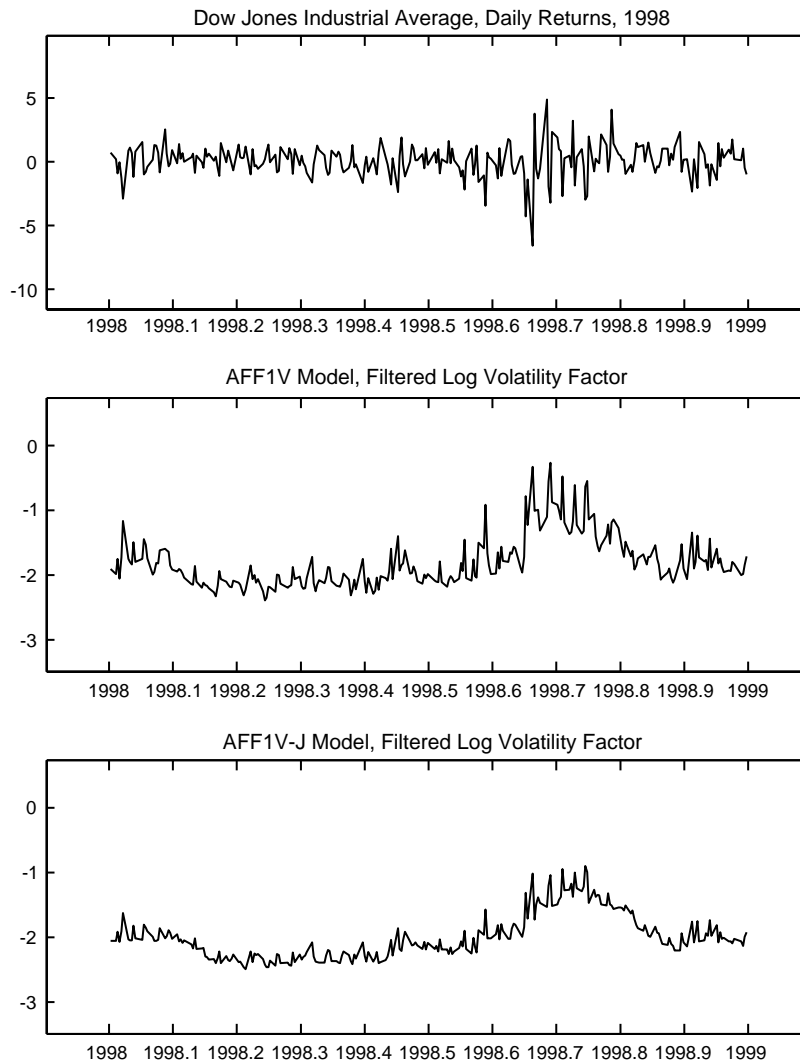 Dow Jones Industrial Average, Daily Returns, 1998
5
0
-5
-10
1998 1998.1 1998.2 1998.3 1998.4 1998.5 1998.6 1998.7 1998.8 1998.9 1999
AFF1V Model, Filtered Log Volatility Factor
0
-1
-2
-3
1998 1998.1 1998.2 1998.3 1998.4 1998.5 1998.6 1998.7 1998.8 1998.9 1999
AFF1V-J Model, Filtered Log Volatility Factor
0
-1
-2
-3
1998 1998.1 1998.2 1998.3 1998.4 1998.5 1998.6 1998.7 1998.8 1998.9 1999